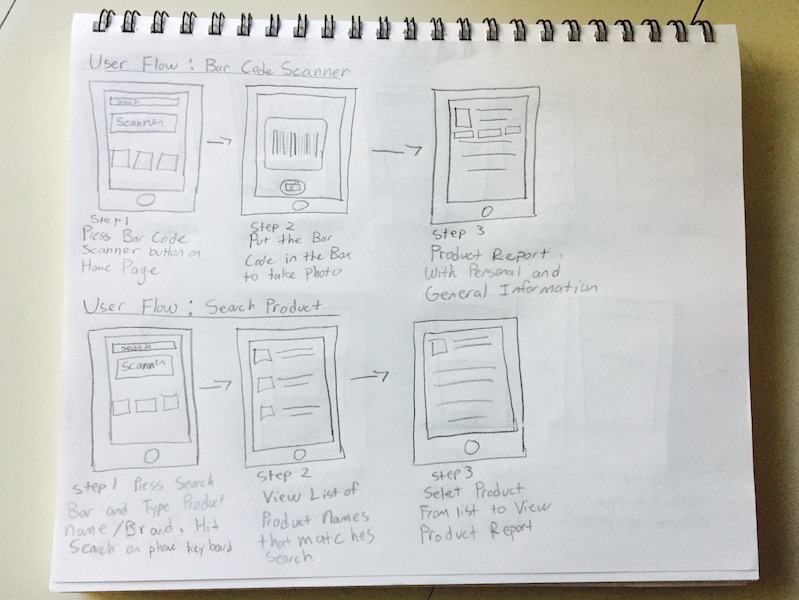 User Flow : Bar Code Scanner
Search
Scanner
Step 1
Press Bar Code
Scanner button on
Home Page
Step 2
Put the Bar
Code in the Box
to take photo
Step 3
Product Report,
With Personal and
General Information
User Flow : Search Product
search
Scanner
Step 1 Press Search
Bar and Type Product
name/Brand. Hit
Search on phone keyboard
Step 2
View List of
Product Names
that matches
Search
Step 3
Select Product
From list to View
Product Report